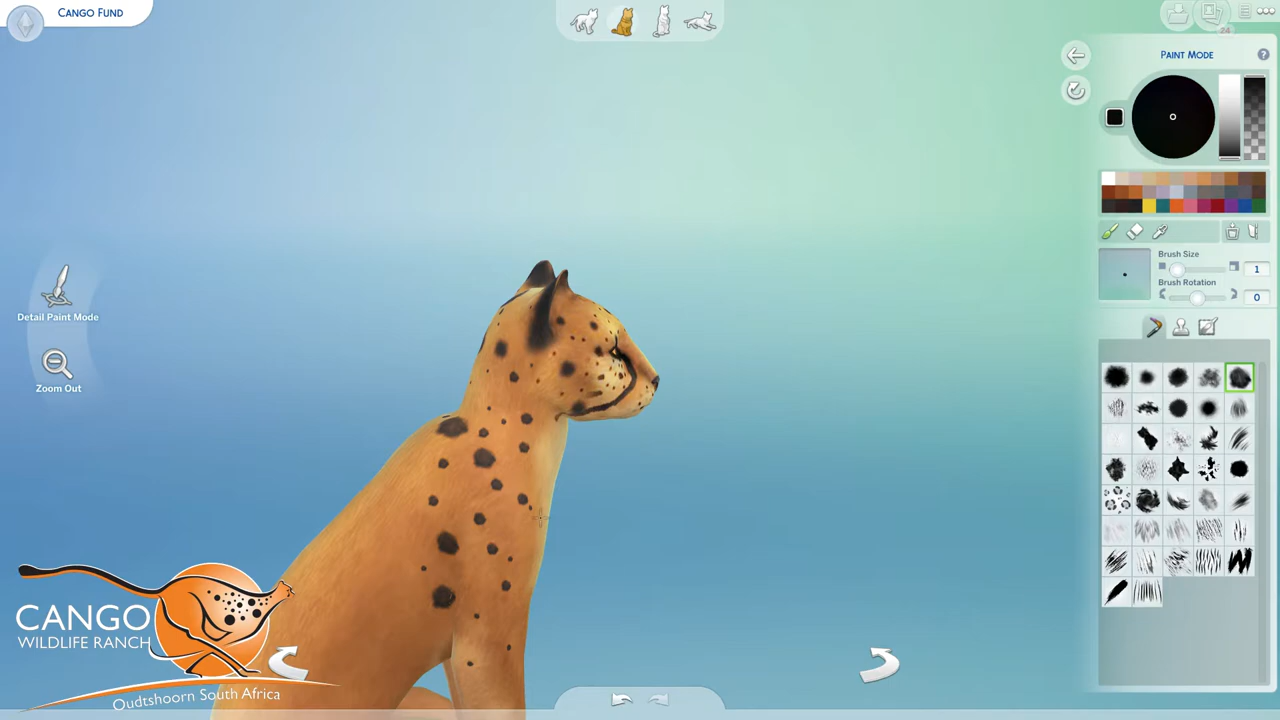 CANGO FUND
PAINT MODE
?
24
Brush Size
1
Brush Rotation
0
Detail Paint Mode
Zoom Out
CANGO
WILDLIFE RANCH
Oudtshoorn South Africa